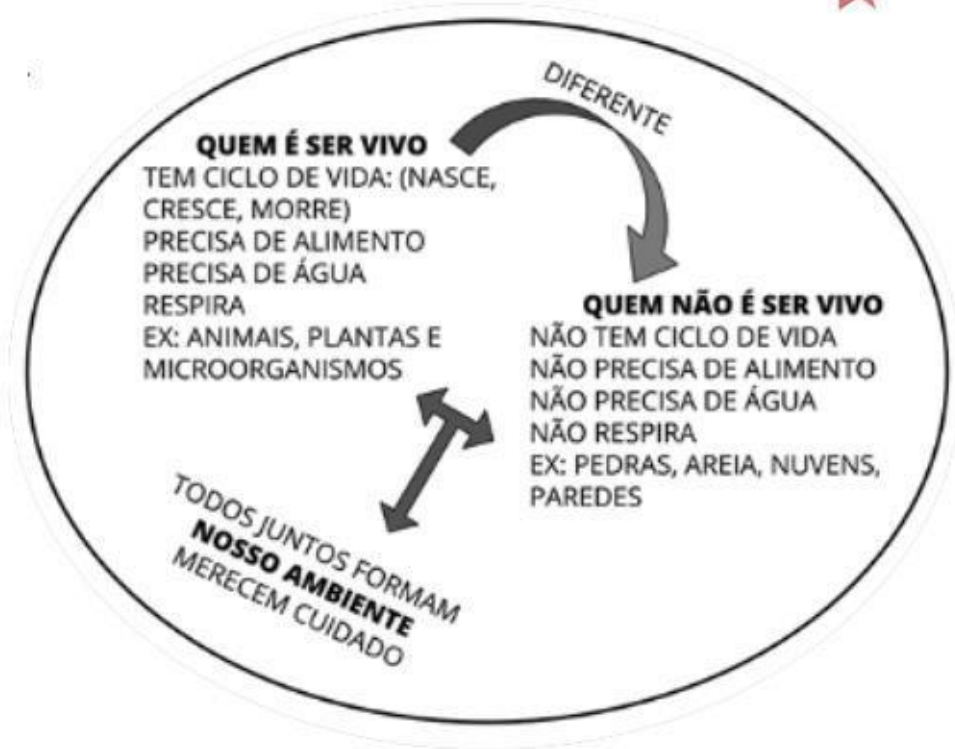 DIFERENTE
QUEM É SER VIVO
TEM CICLO DE VIDA: (NASCE,
CRESCE, MORRE)
PRECISA DE ALIMENTO
PRECISA DE ÁGUA
RESPIRA
EX: ANIMAIS, PLANTAS E
MICROORGANISMOS
QUEM NÃO É SER VIVO
NÃO TEM CICLO DE VIDA
NÃO PRECISA DE ALIMENTO
NÃO PRECISA DE ÁGUA
NÃO RESPIRA
EX: PEDRAS, AREIA, NUVENS,
PAREDES
TODOS JUNTOS FORMAM
NOSSO AMBIENTE
MERECEM CUIDADO